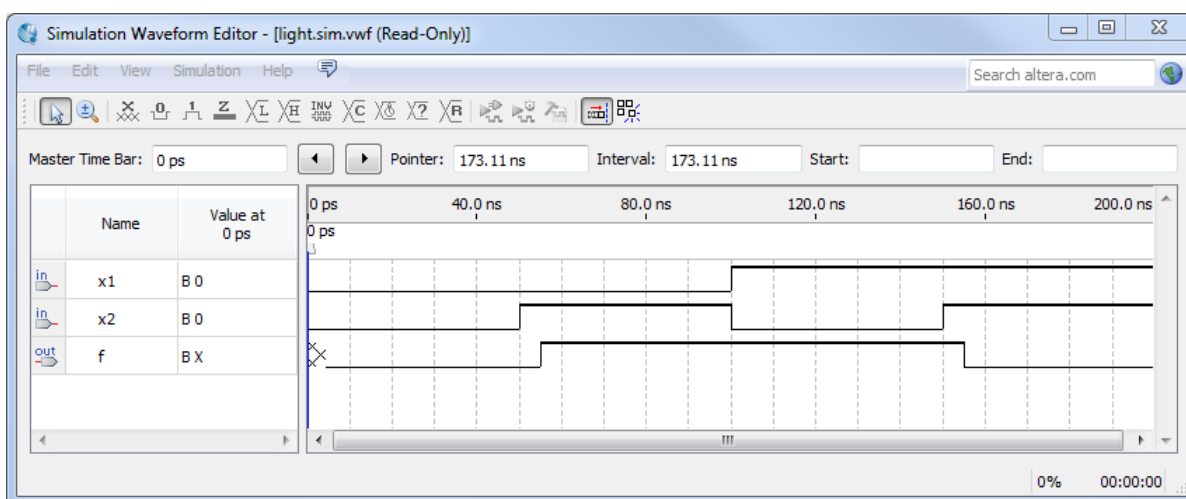 Simulation Waveform Editor - [light.sim.vwf (Read-Only)]
File Edit View Simulation Help
Search altera.com
Master Time Bar: 0 ps Pointer: 173.11 ns Interval: 173.11 ns Start: End:
Name Value at 0 ps
0 ps 40.0 ns 80.0 ns 120.0 ns 160.0 ns 200.0 ns
0 ps
in x1 B 0
in x2 B 0
out f B X
0% 00:00:00